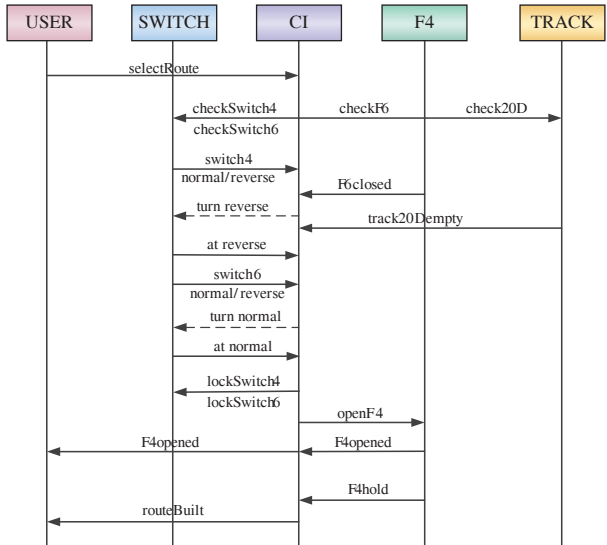 USER SWITCH CI F4 TRACK
selectRoute
checkSwitch4 checkF6 check20D
checkSwitch6
switch4
normal/reverse
F6closed
turn reverse
track20Dempty
at reverse
switch6
normal/reverse
turn normal
at normal
lockSwitch4
lockSwitch6
openF4
F4opened F4opened
F4hold
routeBuilt